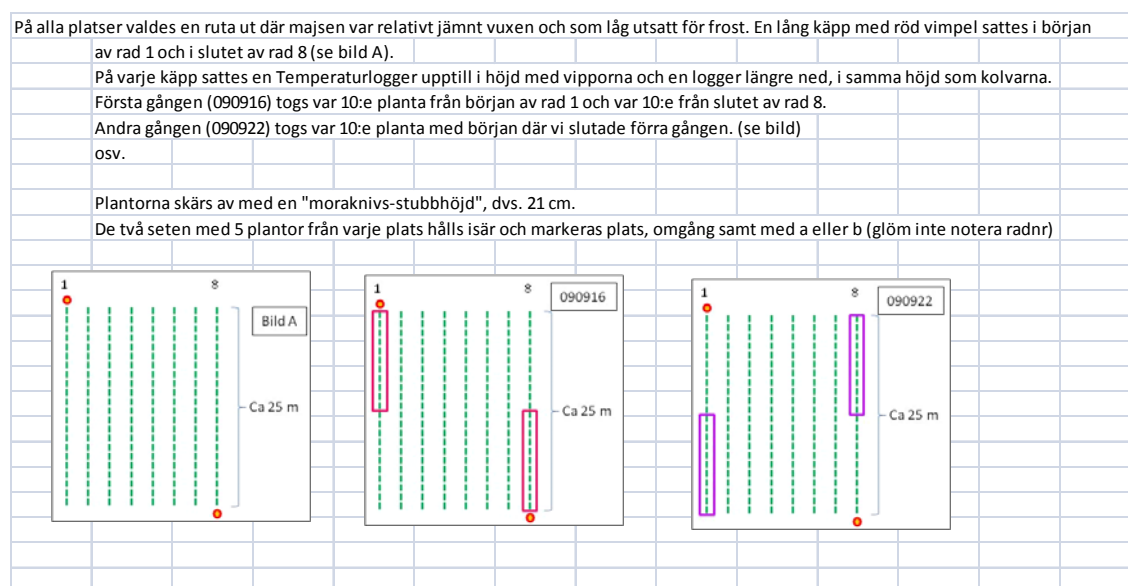 På alla platser valdes en ruta ut där majsen var relativt jämnt vuxen och som låg utsatt för frost. En lång käpp med röd vimpel sattes i början
av rad 1 och i slutet av rad 8 (se bild A).
På varje käpp sattes en Temperaturlogger upptill i höjd med vipporna och en logger längre ned, i samma höjd som kolvarna.
Första gången (090916) togs var 10:e planta från början av rad 1 och var 10:e från slutet av rad 8.
Andra gången (090922) togs var 10:e planta med början där vi slutade förra gången. (se bild)
osv.
Plantorna skärs av med en "moraknivs-stubbhöjd", dvs. 21 cm.
De två seten med 5 plantor från varje plats hålls isär och markeras plats, omgång samt med a eller b (glöm inte notera radnr)
1 8
Bild A
Ca 25 m
1 8
090916
Ca 25 m
1 8
090922
Ca 25 m